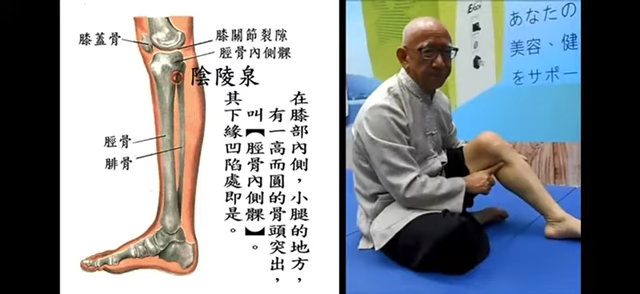 膝蓋骨
膝關節裂隙
脛骨內側髁
陰陵泉
脛骨
腓骨
在膝部內側，小腿的地方，
有一高而圓的骨頭突出，
叫【脛骨內側髁】。
其下緣凹陷處即是。
あなたの
美容、健
をサポー